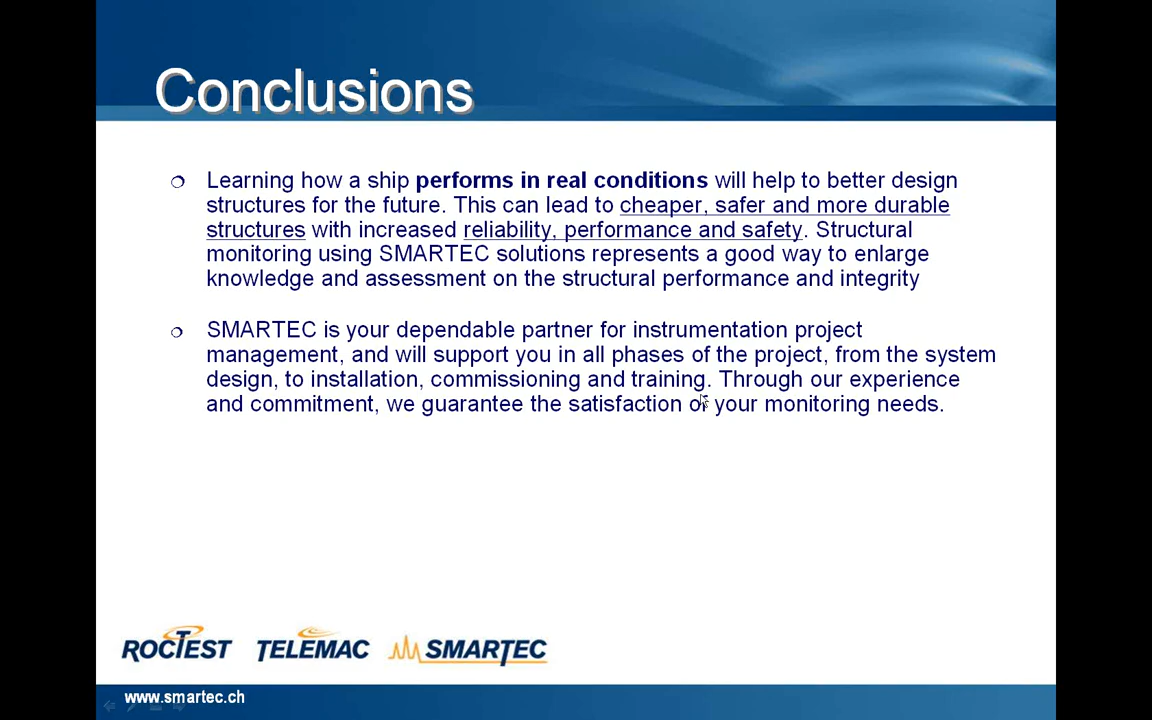 Conclusions
Learning how a ship performs in real conditions will help to better design
structures for the future. This can lead to cheaper, safer and more durable
structures with increased reliability, performance and safety. Structural
monitoring using SMARTEC solutions represents a good way to enlarge
knowledge and assessment on the structural performance and integrity
SMARTEC is your dependable partner for instrumentation project
management, and will support you in all phases of the project, from the system
design, to installation, commissioning and training. Through our experience
and commitment, we guarantee the satisfaction of your monitoring needs.
ROCTEST TELEMAC SMARTEC
www.smartec.ch